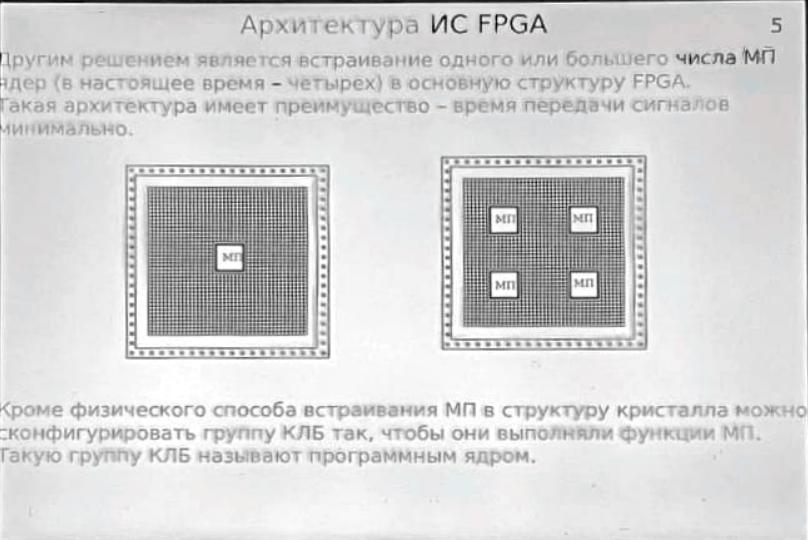 Архитектура ИС FPGA
5
Другим решением является встраивание одного или большего числа МП
ядер (в настоящее время – четырех) в основную структуру FPGA.
Такая архитектура имеет преимущество – время передачи сигналов
минимально.
МП
МП МП
МП МП
Кроме физического способа встраивания МП в структуру кристалла можно
сконфигурировать группу КЛБ так, чтобы они выполняли функции МП.
Такую группу КЛБ называют программным ядром.